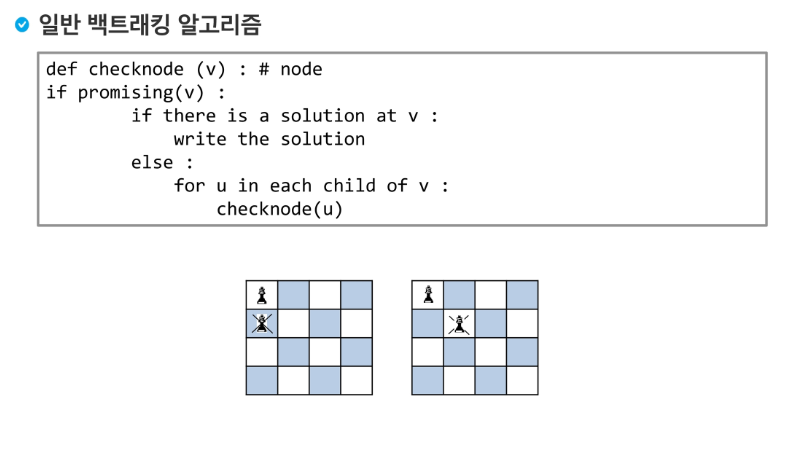 일반 백트래킹 알고리즘
def checknode (v) : # node
if promising(v) :
        if there is a solution at v :
            write the solution
        else :
            for u in each child of v :
                checknode(u)